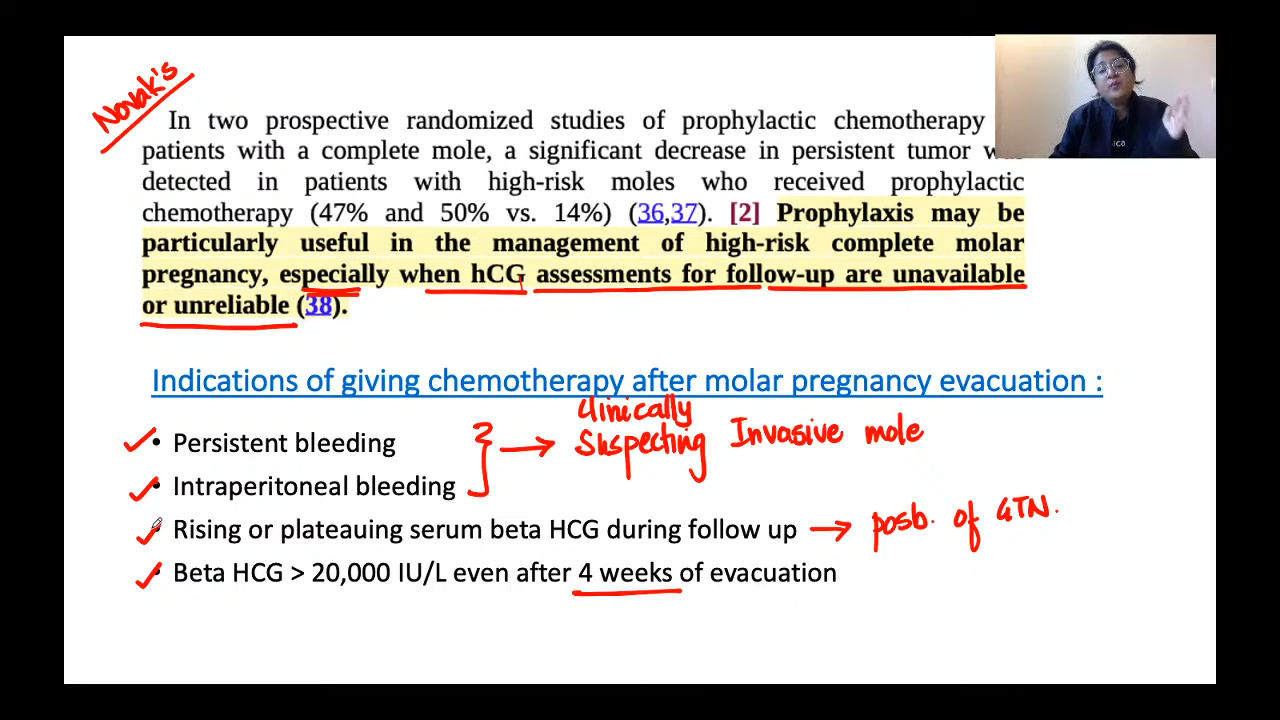 Novak's
In two prospective randomized studies of prophylactic chemotherapy
patients with a complete mole, a significant decrease in persistent tumor
detected in patients with high-risk moles who received prophylactic
chemotherapy (47% and 50% vs. 14%) (36,37). [2] Prophylaxis may be
particularly useful in the management of high-risk complete molar
pregnancy, especially when hCG assessments for follow-up are unavailable
or unreliable (38).
Indications of giving chemotherapy after molar pregnancy evacuation :
• Persistent bleeding
Clinically
Suspecting Invasive mole
• Intraperitoneal bleeding
• Rising or plateauing serum beta HCG during follow up → posb. of GTN.
• Beta HCG > 20,000 IU/L even after 4 weeks of evacuation